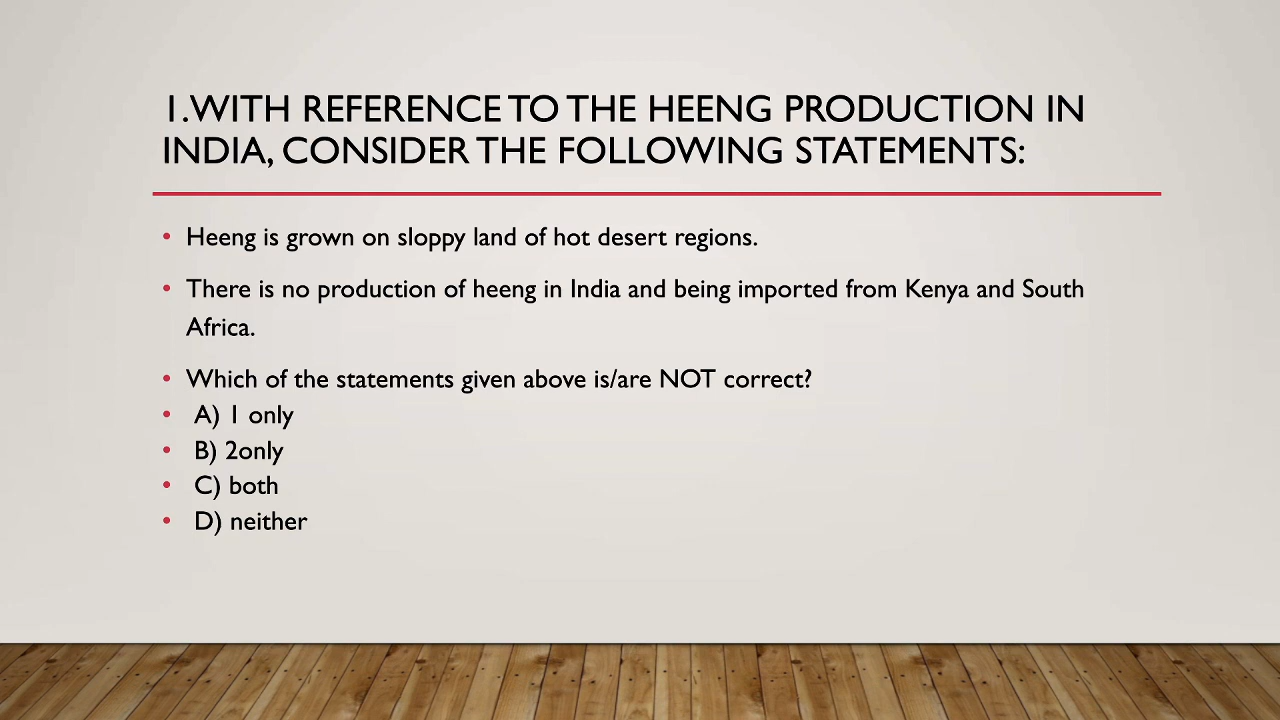 1.WITH REFERENCE TO THE HEENG PRODUCTION IN
INDIA, CONSIDER THE FOLLOWING STATEMENTS:
• Heeng is grown on sloppy land of hot desert regions.
• There is no production of heeng in India and being imported from Kenya and South
Africa.
• Which of the statements given above is/are NOT correct?
• A) 1 only
• B) 2only
• C) both
• D) neither